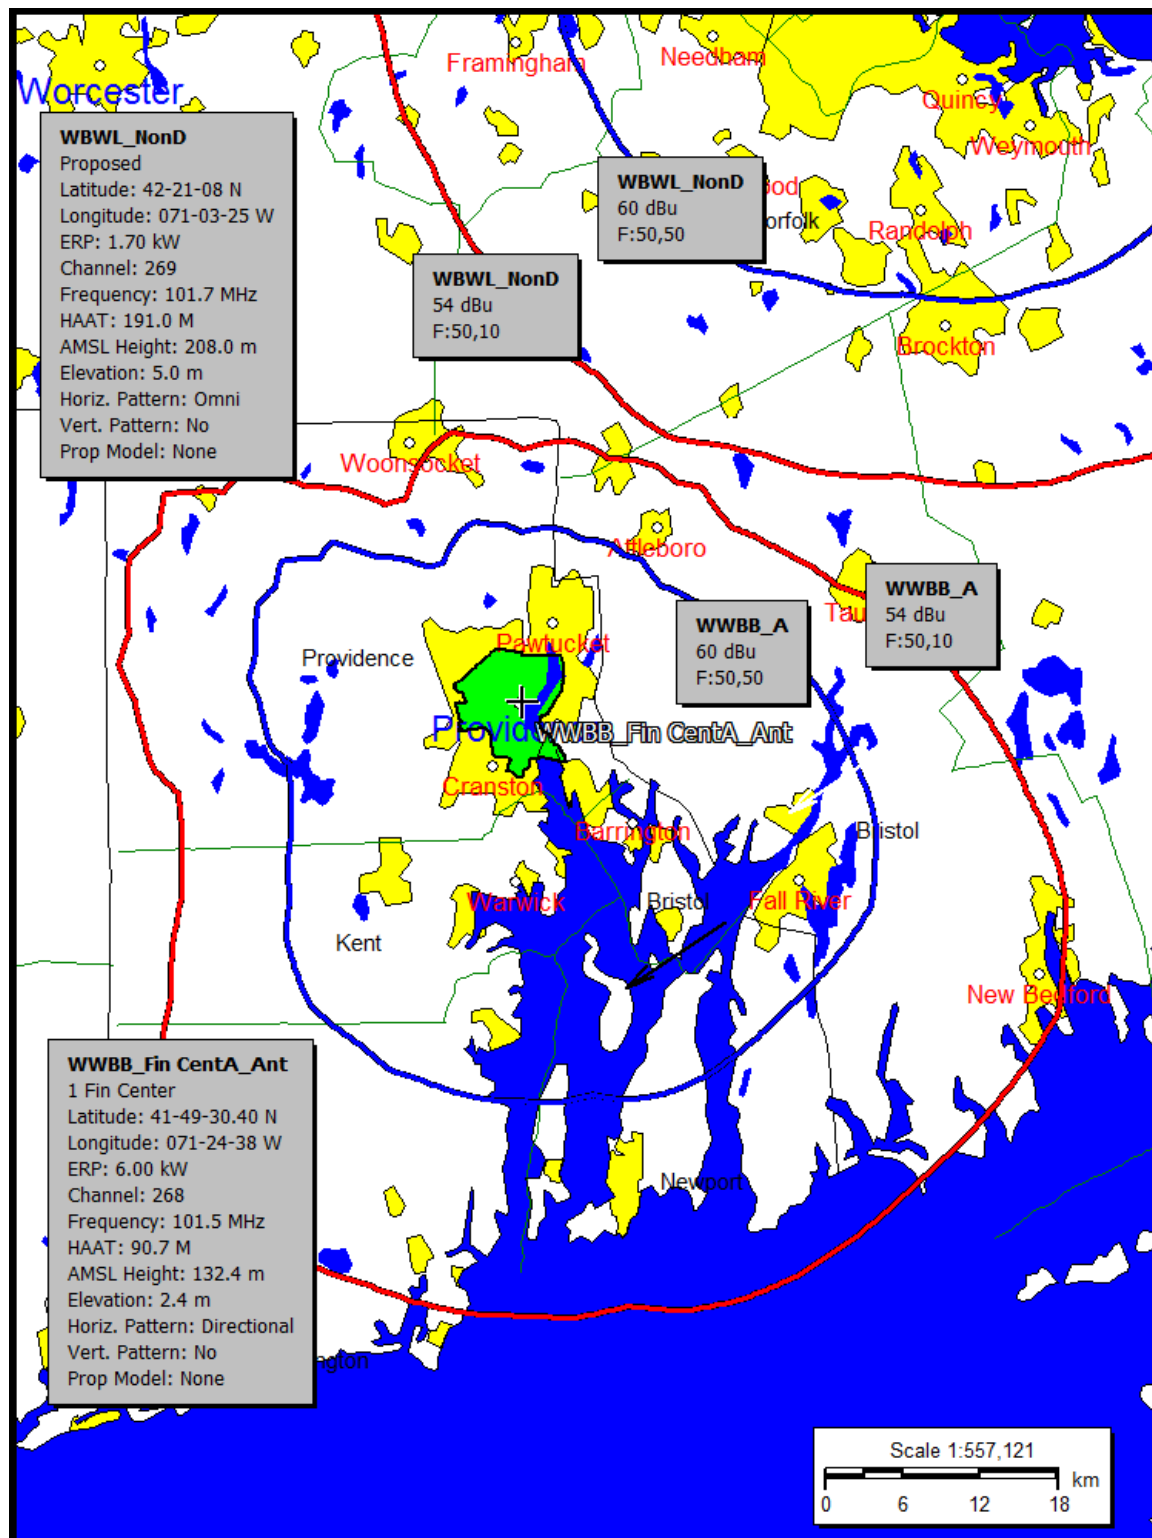 Framingham
Needham
Worcester
Quincy
Weymouth
WBWL_NonD
Proposed
Latitude: 42-21-08 N
Longitude: 071-03-25 W
ERP: 1.70 kW
Channel: 269
Frequency: 101.7 MHz
HAAT: 191.0 M
AMSL Height: 208.0 m
Elevation: 5.0 m
Horiz. Pattern: Omni
Vert. Pattern: No
Prop Model: None
WBWL_NonD
60 dBu
F:50,50
od
orfolk
Randolph
WBWL_NonD
54 dBu
F:50,10
Brockton
Woonsocket
Attleboro
WWBB_A
54 dBu
F:50,10
Tau
WWBB_A
60 dBu
F:50,50
Pawtucket
Providence
Provid
WWBB_Fin CentA_Ant
Cranston
Barrington
Bristol
Warwick
Bristol
Fall River
Kent
New Bedford
WWBB_Fin CentA_Ant
1 Fin Center
Latitude: 41-49-30.40 N
Longitude: 071-24-38 W
ERP: 6.00 kW
Channel: 268
Frequency: 101.5 MHz
HAAT: 90.7 M
AMSL Height: 132.4 m
Elevation: 2.4 m
Horiz. Pattern: Directional
Vert. Pattern: No
Prop Model: None
Newport
ngton
Scale 1:557,121
km
0 6 12 18